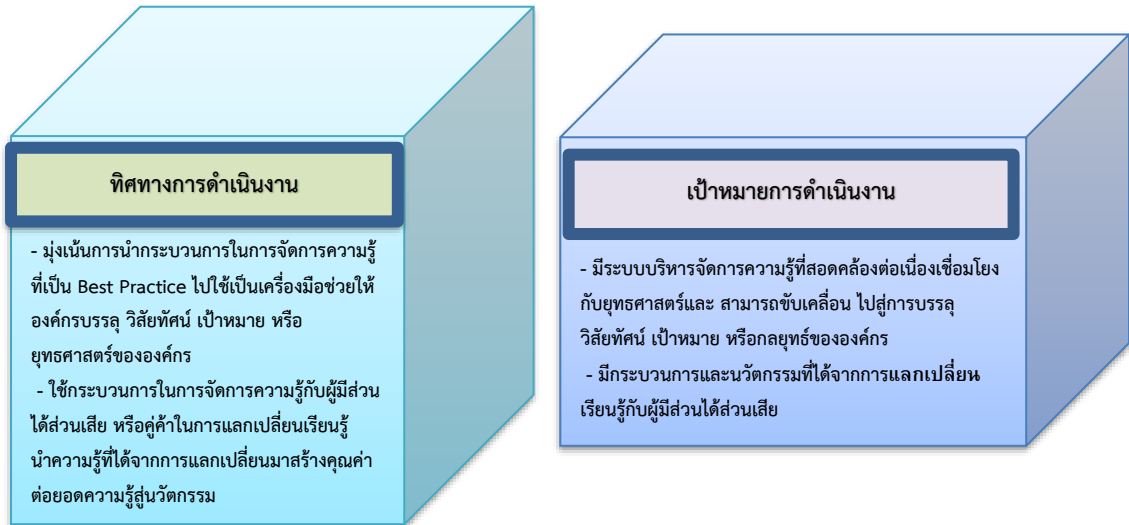 ทิศทางการดำเนินงาน
- มุ่งเน้นการนำกระบวนการในการจัดการความรู้
ที่เป็น Best Practice ไปใช้เป็นเครื่องมือช่วยให้
องค์กรบรรลุ วิสัยทัศน์ เป้าหมาย หรือ
ยุทธศาสตร์ขององค์กร
- ใช้กระบวนการในการจัดการความรู้กับผู้มีส่วน
ได้ส่วนเสีย หรือคู่ค้าในการแลกเปลี่ยนเรียนรู้
นำความรู้ที่ได้จากการแลกเปลี่ยนมาสร้างคุณค่า
ต่อยอดความรู้สู่นวัตกรรม
เป้าหมายการดำเนินงาน
- มีระบบบริหารจัดการความรู้ที่สอดคล้องต่อเนื่องเชื่อมโยง
กับยุทธศาสตร์และ สามารถขับเคลื่อน ไปสู่การบรรลุ
วิสัยทัศน์ เป้าหมาย หรือกลยุทธ์ขององค์กร
- มีกระบวนการและนวัตกรรมที่ได้จากการแลกเปลี่ยน
เรียนรู้กับผู้มีส่วนได้ส่วนเสีย